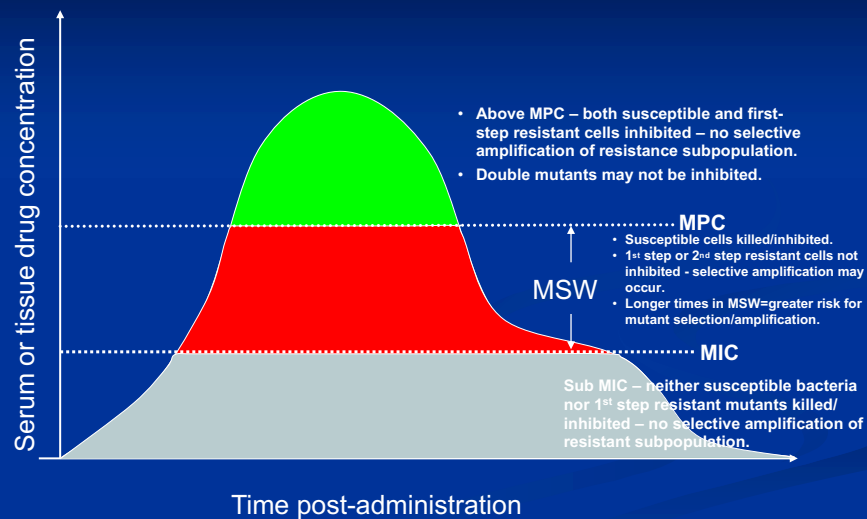 Serum or tissue drug concentration
• Above MPC – both susceptible and first-
step resistant cells inhibited – no selective
amplification of resistance subpopulation.
• Double mutants may not be inhibited.
MPC
• Susceptible cells killed/inhibited.
• 1st step or 2nd step resistant cells not
inhibited - selective amplification may
occur.
• Longer times in MSW=greater risk for
mutant selection/amplification.
MSW
MIC
Sub MIC – neither susceptible bacteria
nor 1st step resistant mutants killed/
inhibited – no selective amplification of
resistant subpopulation.
Time post-administration